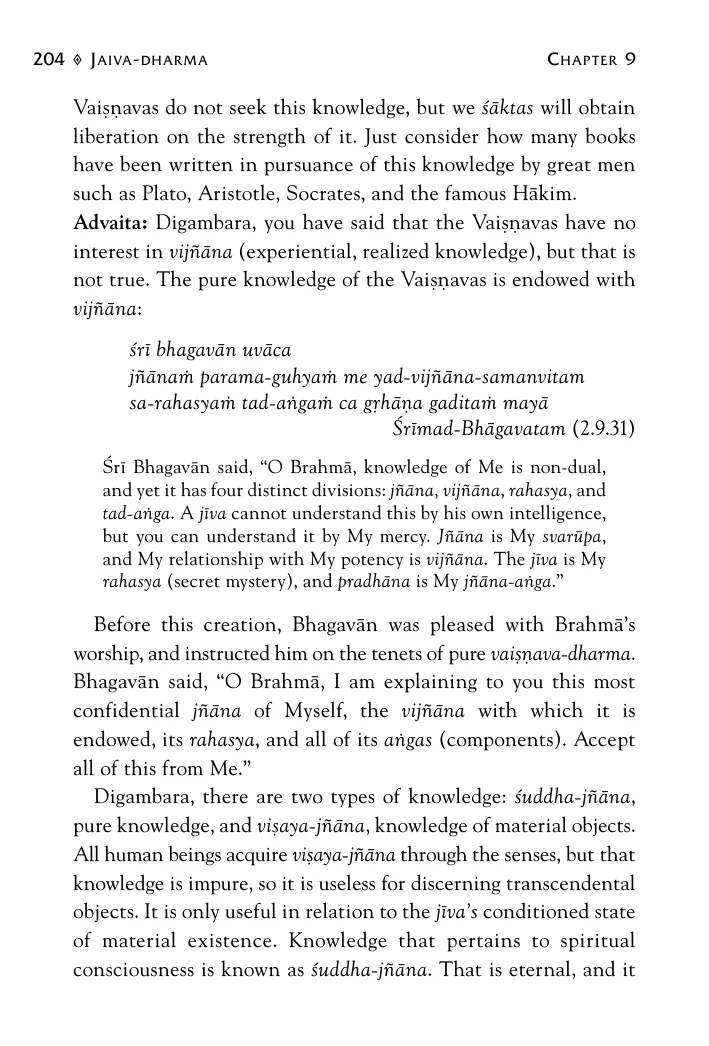 204 ◊ Jaiva-dharma Chapter 9
Vaiṣṇavas do not seek this knowledge, but we śāktas will obtain
liberation on the strength of it. Just consider how many books
have been written in pursuance of this knowledge by great men
such as Plato, Aristotle, Socrates, and the famous Hākim.
Advaita: Digambara, you have said that the Vaiṣṇavas have no
interest in vijñāna (experiential, realized knowledge), but that is
not true. The pure knowledge of the Vaiṣṇavas is endowed with
vijñāna:
śrī bhagavān uvāca
jñānaṁ parama-guhyaṁ me yad-vijñāna-samanvitam
sa-rahasyaṁ tad-aṅgaṁ ca gṛhāṇa gaditaṁ mayā
Śrīmad-Bhāgavatam (2.9.31)
Śrī Bhagavān said, “O Brahmā, knowledge of Me is non-dual,
and yet it has four distinct divisions: jñāna, vijñāna, rahasya, and
tad-aṅga. A jīva cannot understand this by his own intelligence,
but you can understand it by My mercy. Jñāna is My svarūpa,
and My relationship with My potency is vijñāna. The jīva is My
rahasya (secret mystery), and pradhāna is My jñāna-aṅga.”
Before this creation, Bhagavān was pleased with Brahmā’s
worship, and instructed him on the tenets of pure vaiṣṇava-dharma.
Bhagavān said, “O Brahmā, I am explaining to you this most
confidential jñāna of Myself, the vijñāna with which it is
endowed, its rahasya, and all of its aṅgas (components). Accept
all of this from Me.”
Digambara, there are two types of knowledge: śuddha-jñāna,
pure knowledge, and viṣaya-jñāna, knowledge of material objects.
All human beings acquire viṣaya-jñāna through the senses, but that
knowledge is impure, so it is useless for discerning transcendental
objects. It is only useful in relation to the jīva’s conditioned state
of material existence. Knowledge that pertains to spiritual
consciousness is known as śuddha-jñāna. That is eternal, and it